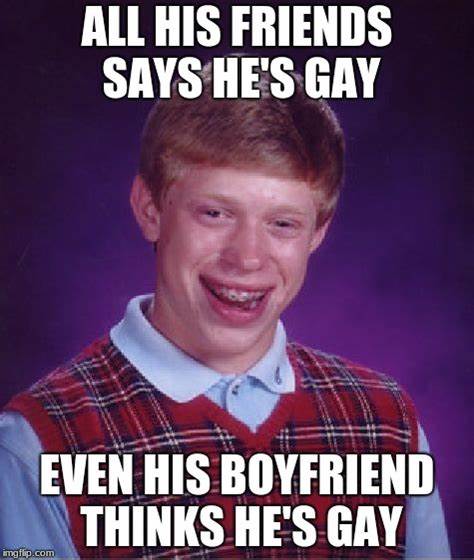 ALL HIS FRIENDS
SAYS HE'S GAY
EVEN HIS BOYFRIEND
THINKS HE'S GAY
imgflip.com